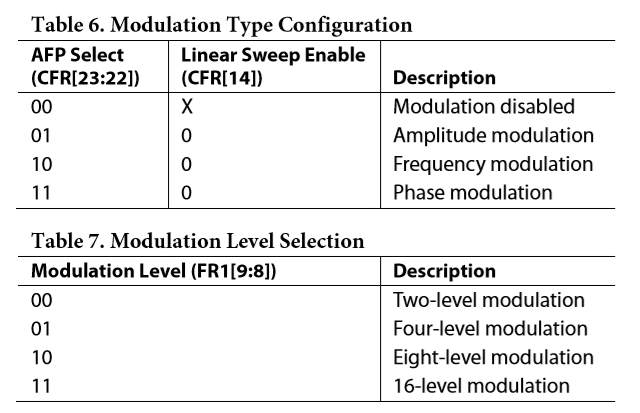 Table 6. Modulation Type Configuration
AFP Select Linear Sweep Enable
(CFR[23:22]) (CFR[14]) Description
00 X Modulation disabled
01 0 Amplitude modulation
10 0 Frequency modulation
11 0 Phase modulation
Table 7. Modulation Level Selection
Modulation Level (FR1[9:8]) Description
00 Two-level modulation
01 Four-level modulation
10 Eight-level modulation
11 16-level modulation